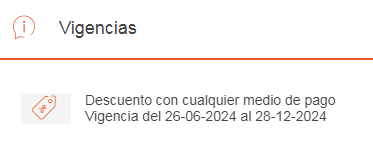 Vigencias
Descuento con cualquier medio de pago
Vigencia del 26-06-2024 al 28-12-2024